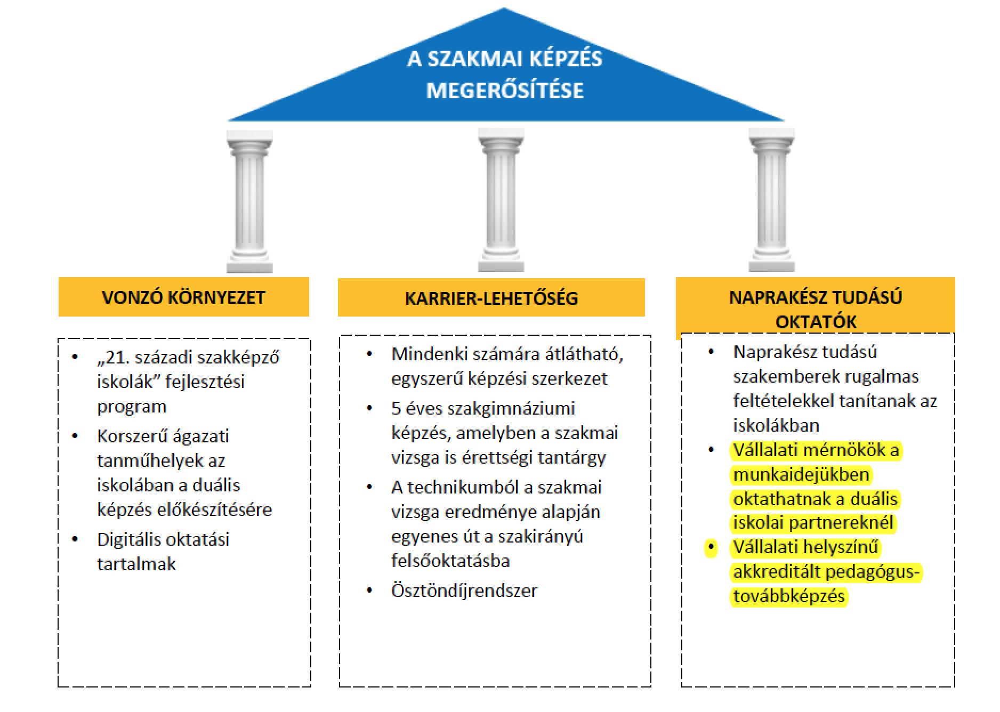 A SZAKMAI KÉPZÉS
MEGERŐSÍTÉSE
VONZÓ KÖRNYEZET
• „21. századi szakképző
iskolák” fejlesztési
program
• Korszerű ágazati
tanműhelyek az
iskolában a duális
képzés előkészítésére
• Digitális oktatási
tartalmak
KARRIER-LEHETŐSÉG
• Mindenki számára átlátható,
egyszerű képzési szerkezet
• 5 éves szakgimnáziumi
képzés, amelyben a szakmai
vizsga is érettségi tantárgy
• A technikumból a szakmai
vizsga eredménye alapján
egyenes út a szakirányú
felsőoktatásba
• Ösztöndíjrendszer
NAPRAKÉSZ TUDÁSÚ
OKTATÓK
• Naprakész tudású
szakemberek rugalmas
feltételekkel tanítanak az
iskolákban
• Vállalati mérnökök a
munkaidejükben
oktathatnak a duális
iskolai partnereknél
• Vállalati helyszínű
akkreditált pedagógus-
továbbképzés